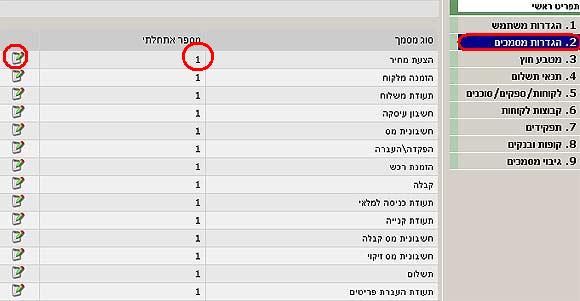 תפריט ראשי
1. הגדרות משתמש
2. הגדרות מסמכים
3. מטבע חוץ
4. תנאי תשלום
5. לקוחות/ספקים/סוכנים
6. קבוצות לקוחות
7. תפקידים
8. קופות ובנקים
9. גיבוי מסמכים
סוג מסמך מספר אתחלתי
הצעת מחיר 1
הזמנה מלקוח 1
תעודת משלוח 1
חשבון עיסקה 1
חשבונית מס 1
הפקדה\העברה 1
הזמנת רכש 1
קבלה 1
תעודת כניסה למלאי 1
תעודת קנייה 1
חשבונית מס קבלה 1
חשבונית מס זיכוי 1
תשלום 1
תעודת העברת פריטים 1